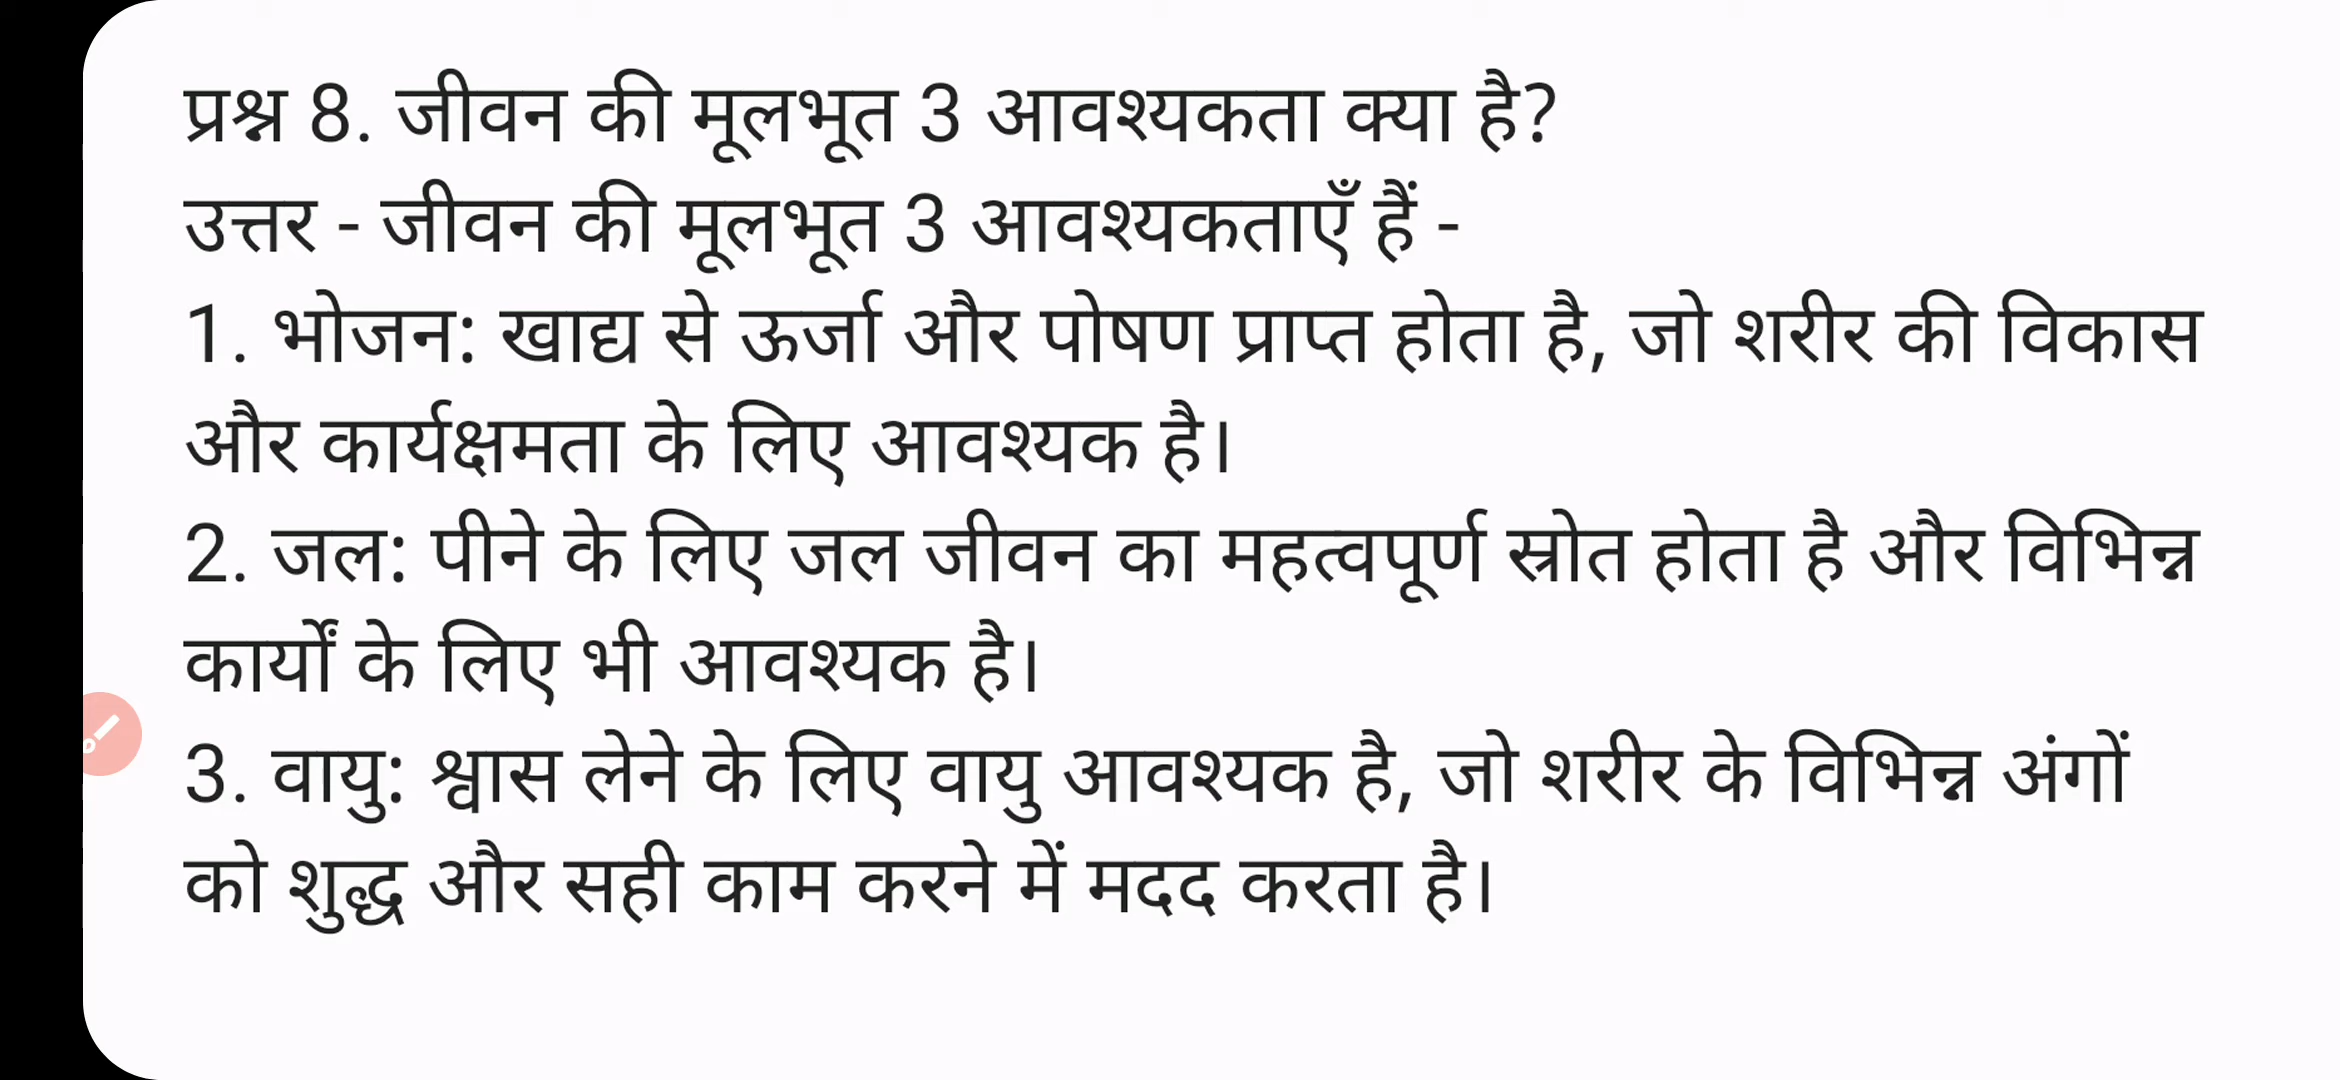 प्रश्न 8. जीवन की मूलभूत 3 आवश्यकता क्या है?
उत्तर - जीवन की मूलभूत 3 आवश्यकताएँ हैं -
1. भोजन: खाद्य से ऊर्जा और पोषण प्राप्त होता है, जो शरीर की विकास
और कार्यक्षमता के लिए आवश्यक है।
2. जल: पीने के लिए जल जीवन का महत्वपूर्ण स्रोत होता है और विभिन्न
कार्यों के लिए भी आवश्यक है।
3. वायु: श्वास लेने के लिए वायु आवश्यक है, जो शरीर के विभिन्न अंगों
को शुद्ध और सही काम करने में मदद करता है।